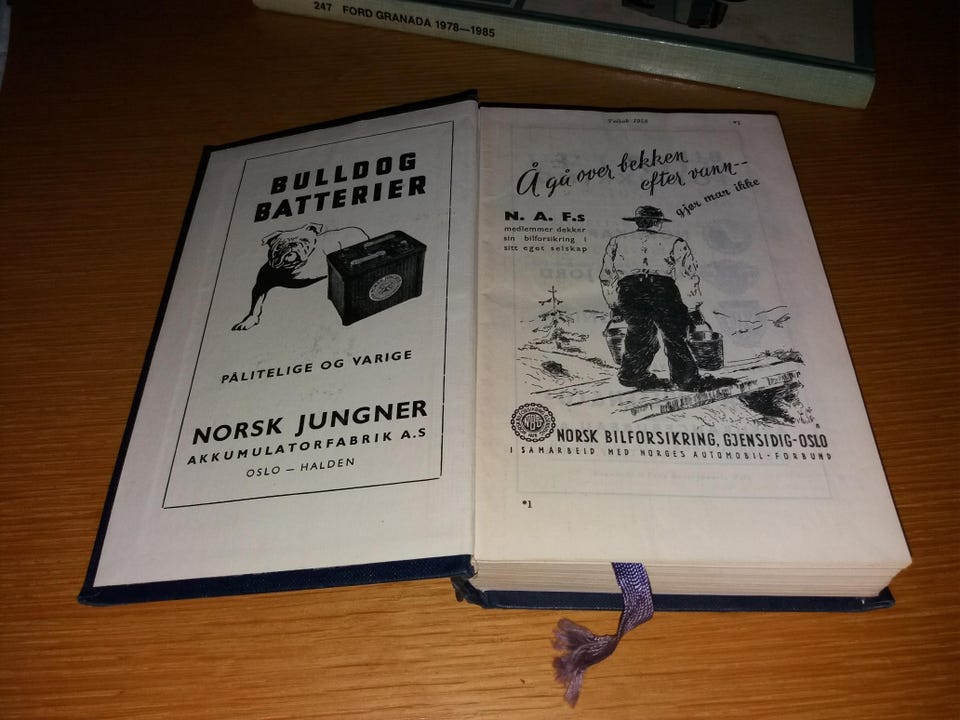 247 FORD GRANADA 1978—1985
BULLDOG
BATTERIER
PÅLITELIGE OG VARIGE
NORSK JUNGNER
AKKUMULATORFABRIK A.S
OSLO — HALDEN
*1
Å gå over bekken
efter vann--
gjør man ikke
N. A. F.s
medlemmer dekker
sin bilforsikring i
sitt eget selskap
NORSK BILFORSIKRING, GJENSIDIG-OSLO
I SAMARBEID MED NORGES AUTOMOBIL-FORBUND
*1